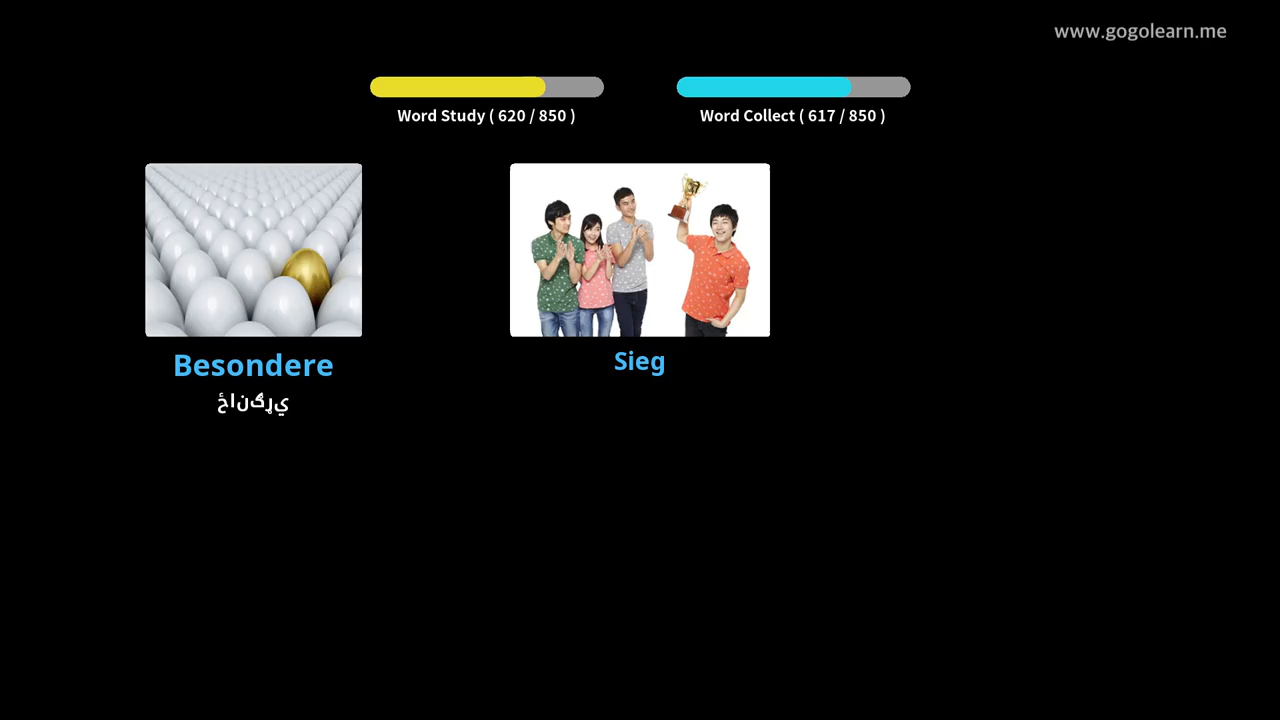 www.gogolearn.me
Word Study ( 620 / 850 )
Word Collect ( 617 / 850 )
Besondere
ځانګړي
Sieg